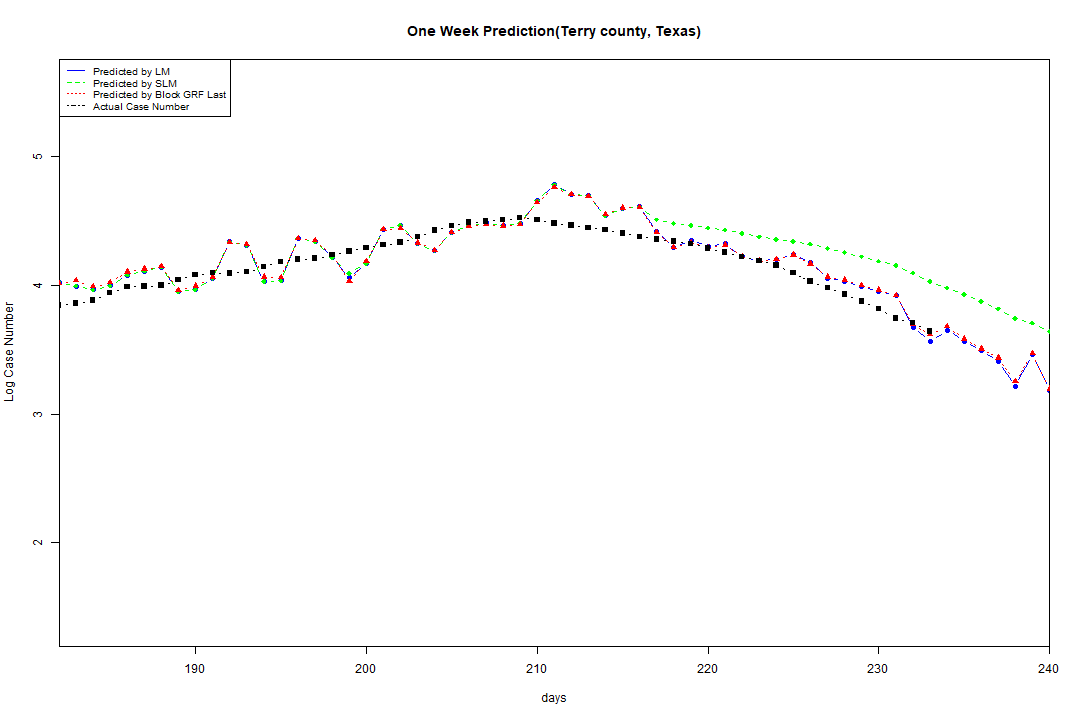 One Week Prediction(Terry county, Texas)
Predicted by LM
Predicted by SLM
Predicted by Block GRF Last
Actual Case Number
5
4
3
2
Log Case Number
190 200 210 220 230 240
days